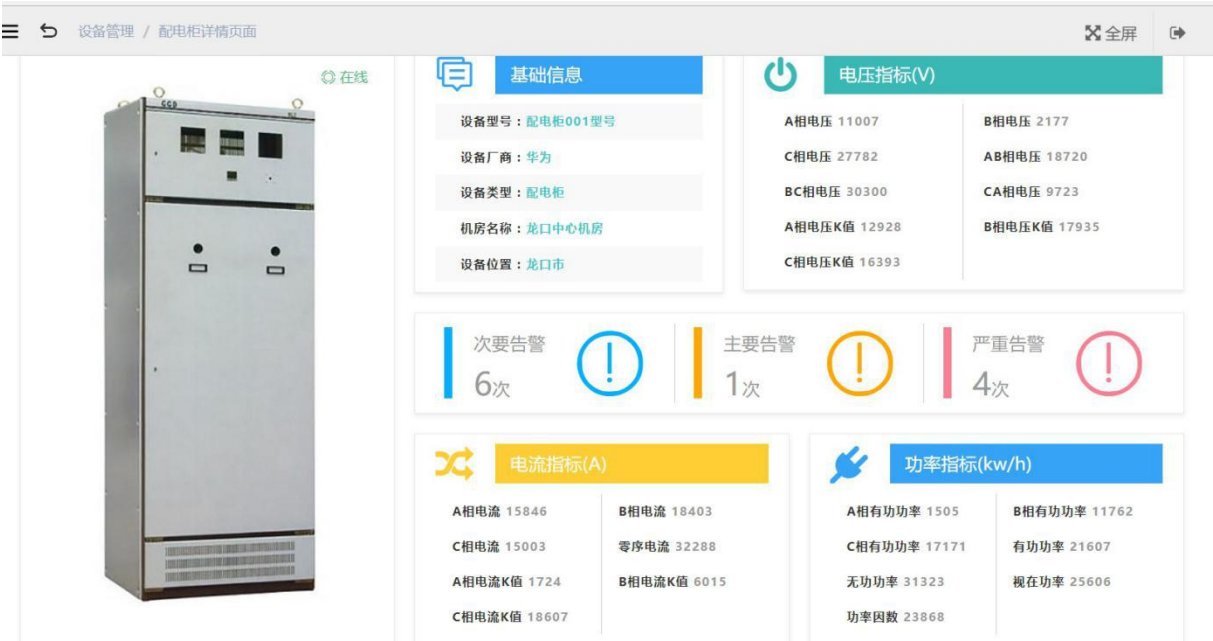 设备管理 / 配电柜详情页面
全屏
在线
GGD
基础信息
设备型号：配电柜001型号
设备厂商：华为
设备类型：配电柜
机房名称：龙口中心机房
设备位置：龙口市
电压指标(V)
A相电压 11007
B相电压 2177
C相电压 27782
AB相电压 18720
BC相电压 30300
CA相电压 9723
A相电压K值 12928
B相电压K值 17935
C相电压K值 16393
次要告警
6次
主要告警
1次
严重告警
4次
电流指标(A)
A相电流 15846
B相电流 18403
C相电流 15003
零序电流 32288
A相电流K值 1724
B相电流K值 6015
C相电流K值 18607
功率指标(kw/h)
A相有功功率 1505
B相有功功率 11762
C相有功功率 17171
有功功率 21607
无功功率 31323
视在功率 25606
功率因数 23868